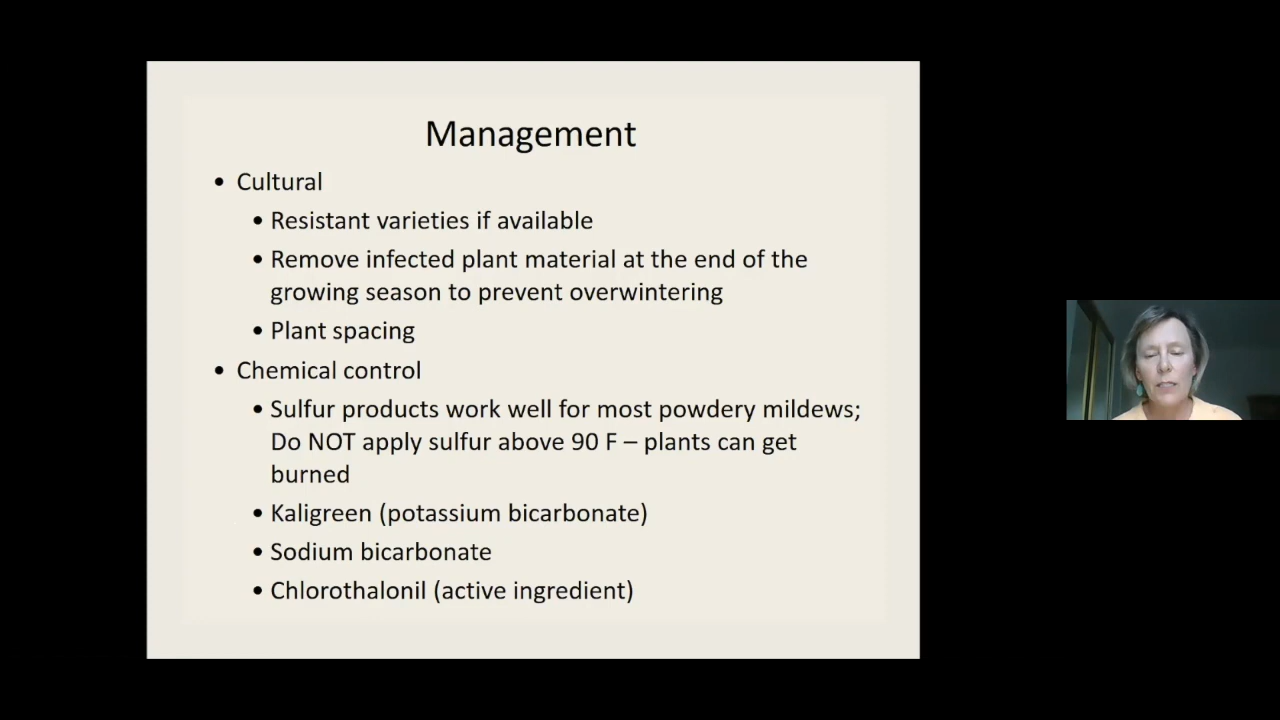 Management
• Cultural
• Resistant varieties if available
• Remove infected plant material at the end of the
growing season to prevent overwintering
• Plant spacing
• Chemical control
• Sulfur products work well for most powdery mildews;
Do NOT apply sulfur above 90 F – plants can get
burned
• Kaligreen (potassium bicarbonate)
• Sodium bicarbonate
• Chlorothalonil (active ingredient)